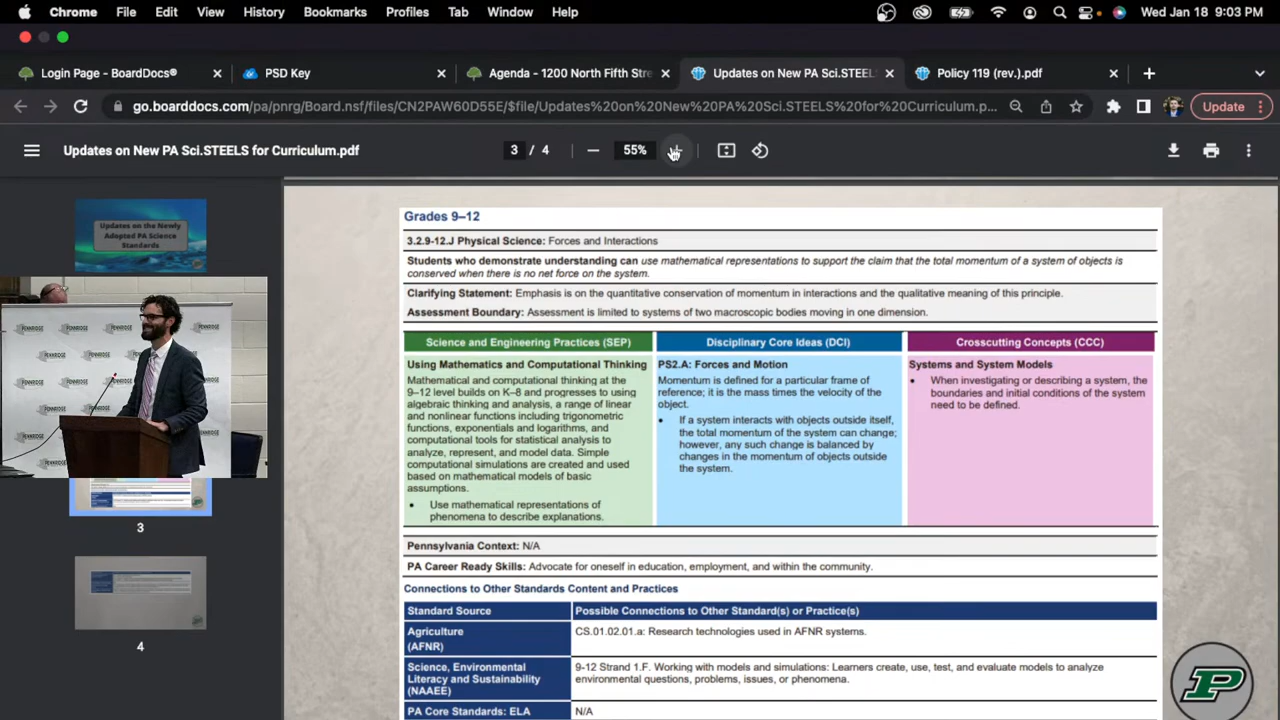 Chrome File Edit View History Bookmarks Profiles Tab Window Help Wed Jan 18 9:03 PM
Login Page - BoardDocs® PSD Key Agenda - 1200 North Fifth Stre Updates on New PA Sci.STEEL Policy 119 (rev.).pdf
go.boarddocs.com/pa/pnrg/Board.nsf/files/CN2PAW60D55E/$file/Updates%20on%20New%20PA%20Sci.STEELS%20for%20Curriculum.p... Update
Updates on New PA Sci.STEELS for Curriculum.pdf 3 / 4 55%
Updates on the Newly
Adopted PA Science
Standards
PENNRIDGE
3
4
Grades 9–12
3.2.9-12.J Physical Science: Forces and Interactions
Students who demonstrate understanding can use mathematical representations to support the claim that the total momentum of a system of objects is
conserved when there is no net force on the system.
Clarifying Statement: Emphasis is on the quantitative conservation of momentum in interactions and the qualitative meaning of this principle.
Assessment Boundary: Assessment is limited to systems of two macroscopic bodies moving in one dimension.
Science and Engineering Practices (SEP)
Using Mathematics and Computational Thinking
Mathematical and computational thinking at the
9–12 level builds on K–8 and progresses to using
algebraic thinking and analysis, a range of linear
and nonlinear functions including trigonometric
functions, exponentials and logarithms, and
computational tools for statistical analysis to
analyze, represent, and model data. Simple
computational simulations are created and used
based on mathematical models of basic
assumptions.
• Use mathematical representations of
phenomena to describe explanations.
Disciplinary Core Ideas (DCI)
PS2.A: Forces and Motion
Momentum is defined for a particular frame of
reference; it is the mass times the velocity of the
object.
• If a system interacts with objects outside itself,
the total momentum of the system can change;
however, any such change is balanced by
changes in the momentum of objects outside
the system.
Crosscutting Concepts (CCC)
Systems and System Models
• When investigating or describing a system, the
boundaries and initial conditions of the system
need to be defined.
Pennsylvania Context: N/A
PA Career Ready Skills: Advocate for oneself in education, employment, and within the community.
Connections to Other Standards Content and Practices
Standard Source Possible Connections to Other Standard(s) or Practice(s)
Agriculture
(AFNR)
CS.01.02.01.a: Research technologies used in AFNR systems.
Science, Environmental
Literacy and Sustainability
(NAAEE)
9-12 Strand 1.F. Working with models and simulations: Learners create, use, test, and evaluate models to analyze
environmental questions, problems, issues, or phenomena.
PA Core Standards: ELA N/A
P